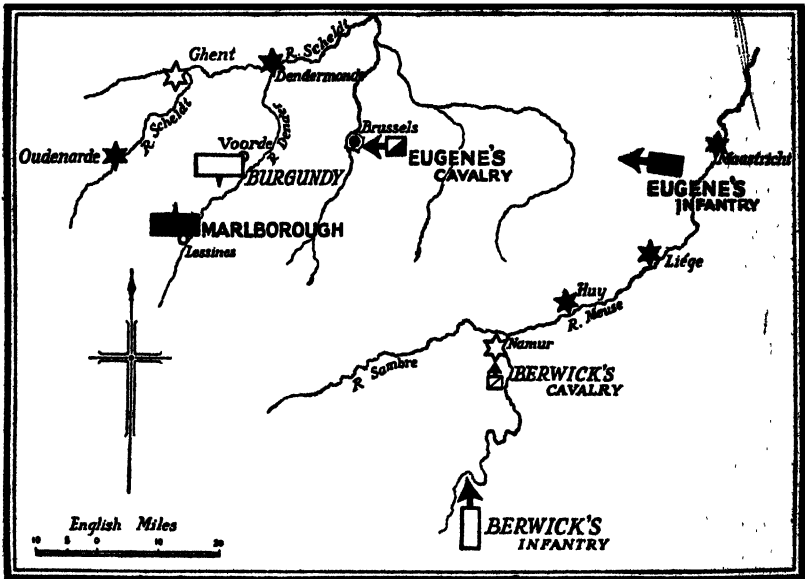 Ghent
R. Scheldt
Dendermonde
R. Scheldt
Oudenarde
Voorde
R. Dender
Brussels
EUGENE'S
CAVALRY
BURGUNDY
Maestricht
EUGENE'S
INFANTRY
MARLBOROUGH
Lessines
Liége
Huy
R. Meuse
Namur
R Sambre
BERWICK'S
CAVALRY
English Miles
10 5 0 10 20
BERWICK'S
INFANTRY